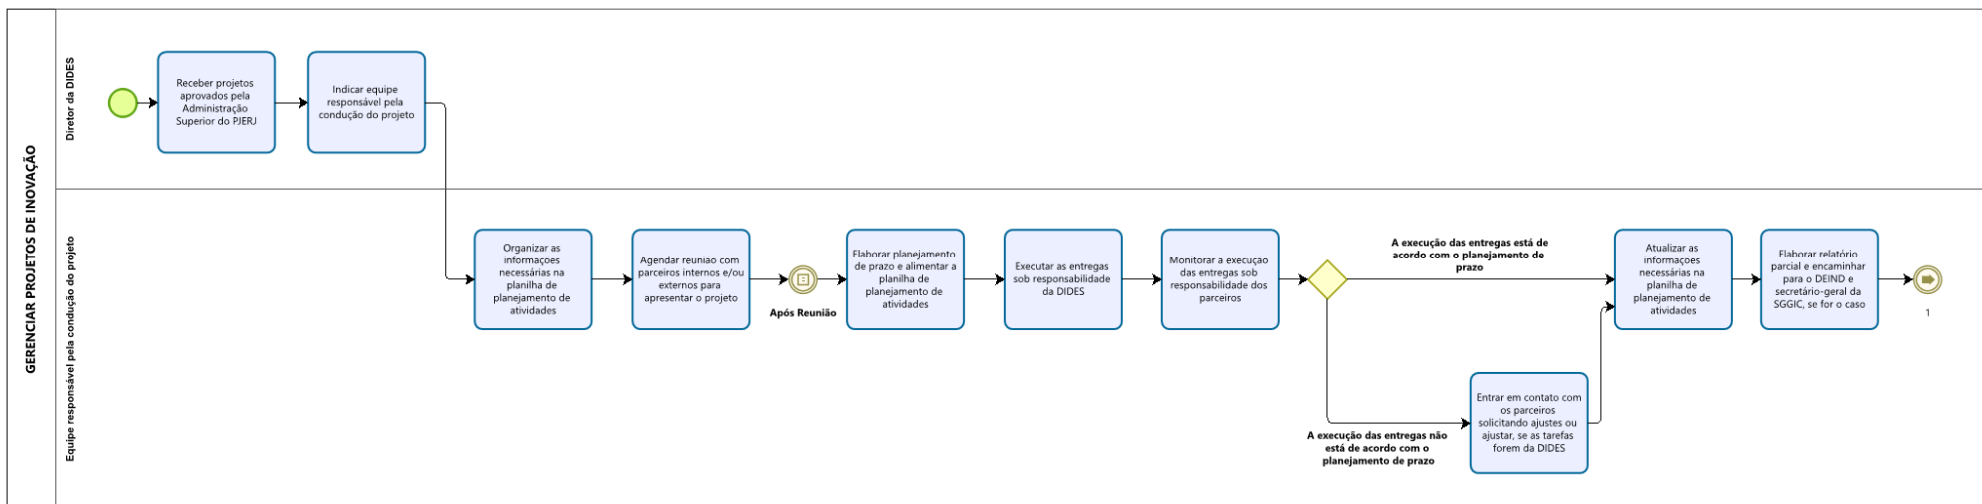 GERENCIAR PROJETOS DE INOVAÇÃO
Diretor da DIDES
Receber projetos
aprovados pela
Administração
Superior do PJERJ
Indicar equipe
responsável pela
condução do projeto
Equipe responsável pela condução do projeto
Organizar as
informações
necessárias na
planilha de
planejamento de
atividades
Agendar reunião com
parceiros internos e/ou
externos para
apresentar o projeto
Após Reunião
Elaborar planejamento
de prazo e alimentar a
planilha de
planejamento de
atividades
Executar as entregas
sob responsabilidade
da DIDES
Monitorar a execução
das entregas sob
responsabilidade dos
parceiros
A execução das entregas está de
acordo com o planejamento de
prazo
A execução das entregas não
está de acordo com o
planejamento de prazo
Entrar em contato com
os parceiros
solicitando ajustes ou
ajustar, se as tarefas
forem da DIDES
Atualizar as
informações
necessárias na
planilha de
planejamento de
atividades
Elaborar relatório
parcial e encaminhar
para o DEIND e
secretário-geral da
SGGIC, se for o caso
1